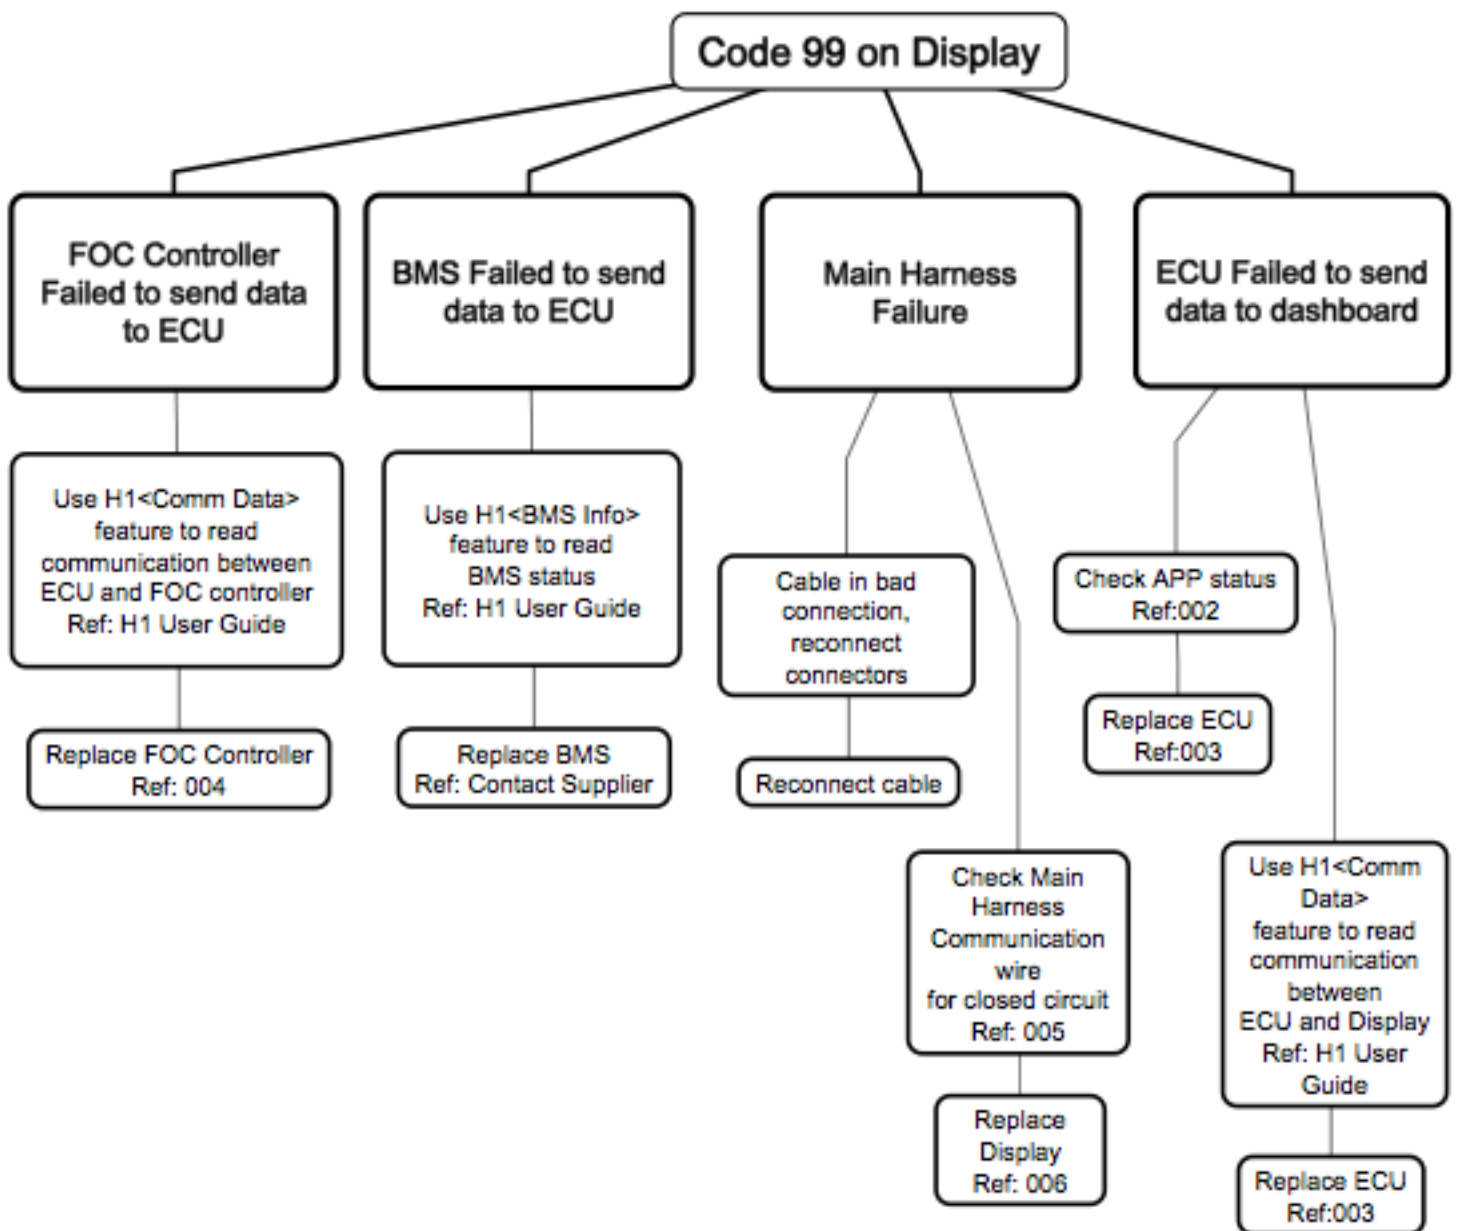 Code 99 on Display
FOC Controller
Failed to send data
to ECU
BMS Failed to send
data to ECU
Main Harness
Failure
ECU Failed to send
data to dashboard
Use H1<Comm Data>
feature to read
communication between
ECU and FOC controller
Ref: H1 User Guide
Use H1<BMS Info>
feature to read
BMS status
Ref: H1 User Guide
Cable in bad
connection,
reconnect
connectors
Check APP status
Ref:002
Replace FOC Controller
Ref: 004
Replace BMS
Ref: Contact Supplier
Reconnect cable
Replace ECU
Ref:003
Check Main
Harness
Communication
wire
for closed circuit
Ref: 005
Use H1<Comm
Data>
feature to read
communication
between
ECU and Display
Ref: H1 User
Guide
Replace
Display
Ref: 006
Replace ECU
Ref:003